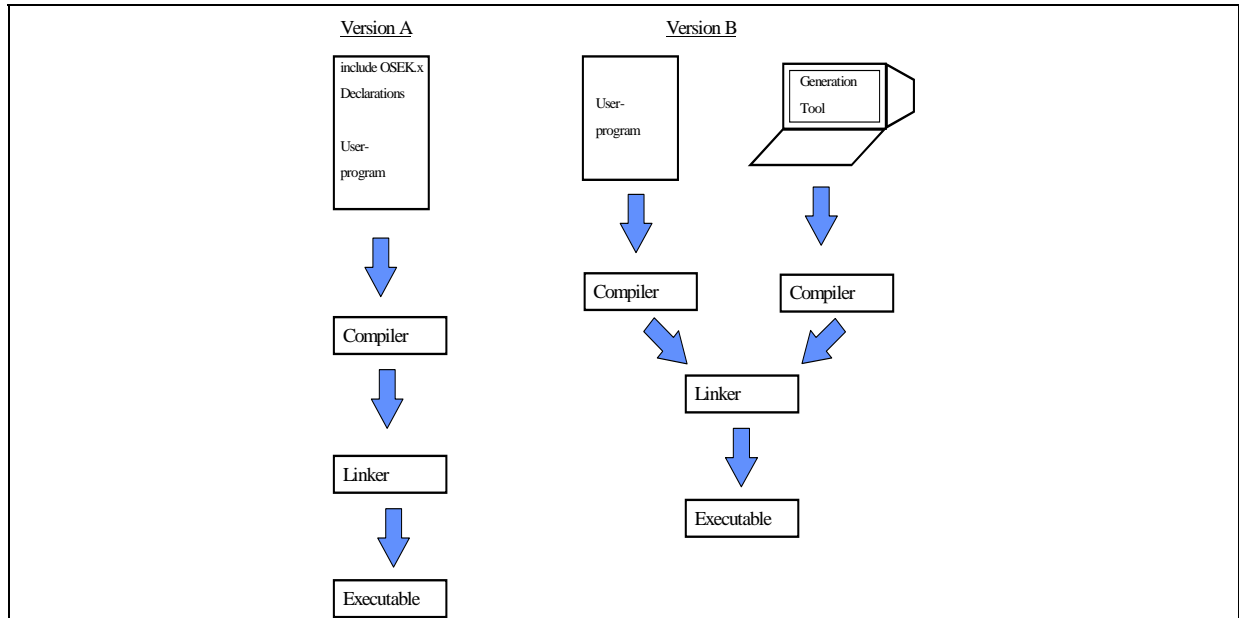 Version A
include OSEK.x
Declarations
User-
program
Compiler
Linker
Executable
Version B
User-
program
Generation
Tool
Compiler
Compiler
Linker
Executable